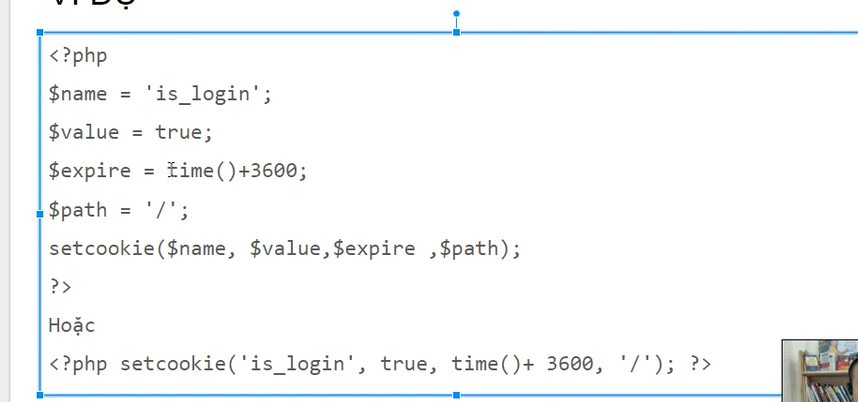 <?php
$name = 'is_login';
$value = true;
$expire = time()+3600;
$path = '/';
setcookie($name, $value,$expire ,$path);
?>
Hoặc
<?php setcookie('is_login', true, time()+ 3600, '/'); ?>